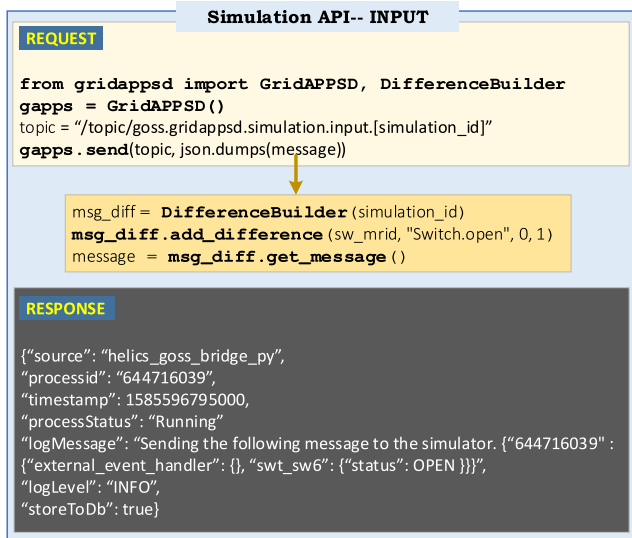 Simulation API-- INPUT
REQUEST
from gridappsd import GridAPPSD, DifferenceBuilder
gapps = GridAPPSD()
topic = “/topic/goss.gridappsd.simulation.input.[simulation_id]”
gapps.send(topic, json.dumps(message))
msg_diff = DifferenceBuilder(simulation_id)
msg_diff.add_difference(sw_mrid, "Switch.open", 0, 1)
message = msg_diff.get_message()
RESPONSE
{“source”: “helics_goss_bridge_py”,
“processid”: “644716039”,
“timestamp”: 1585596795000,
“processStatus”: “Running”
“logMessage”: “Sending the following message to the simulator. {“644716039" :
{“external_event_handler”: {}, “swt_sw6”: {“status”: OPEN }}}”,
“logLevel”: “INFO”,
“storeToDb”: true}